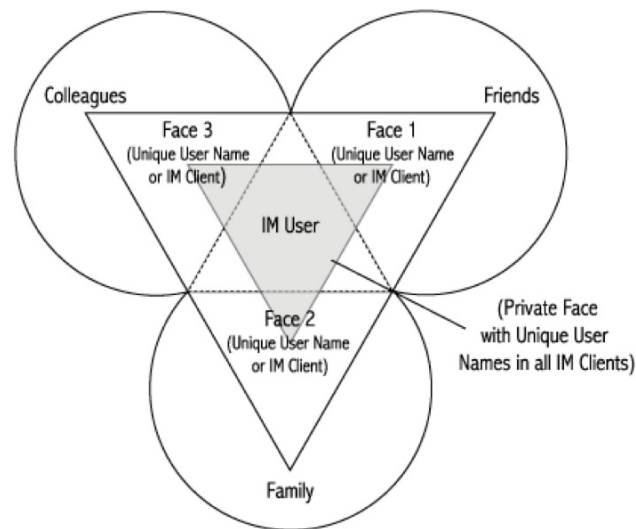 Colleagues
Friends
Face 3
(Unique User Name
or IM Client)
Face 1
(Unique User Name
or IM Client)
IM User
Face 2
(Unique User Name
or IM Client)
(Private Face
with Unique User
Names in all IM Clients)
Family